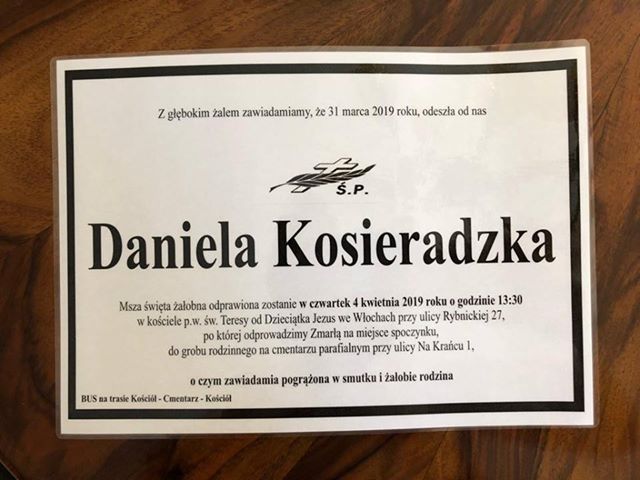 Z głębokim żalem zawiadamiamy, że 31 marca 2019 roku, odeszła od nas
Ś.P.
Daniela Kosieradzka
Msza święta żałobna odprawiona zostanie w czwartek 4 kwietnia 2019 roku o godzinie 13:30
w kościele p.w. św. Teresy od Dzieciątka Jezus we Włochach przy ulicy Rybnickiej 27,
po której odprowadzimy Zmarłą na miejsce spoczynku,
do grobu rodzinnego na cmentarzu parafialnym przy ulicy Na Krańcu 1,
o czym zawiadamia pogrążona w smutku i żałobie rodzina
BUS na trasie Kościół - Cmentarz - Kościół